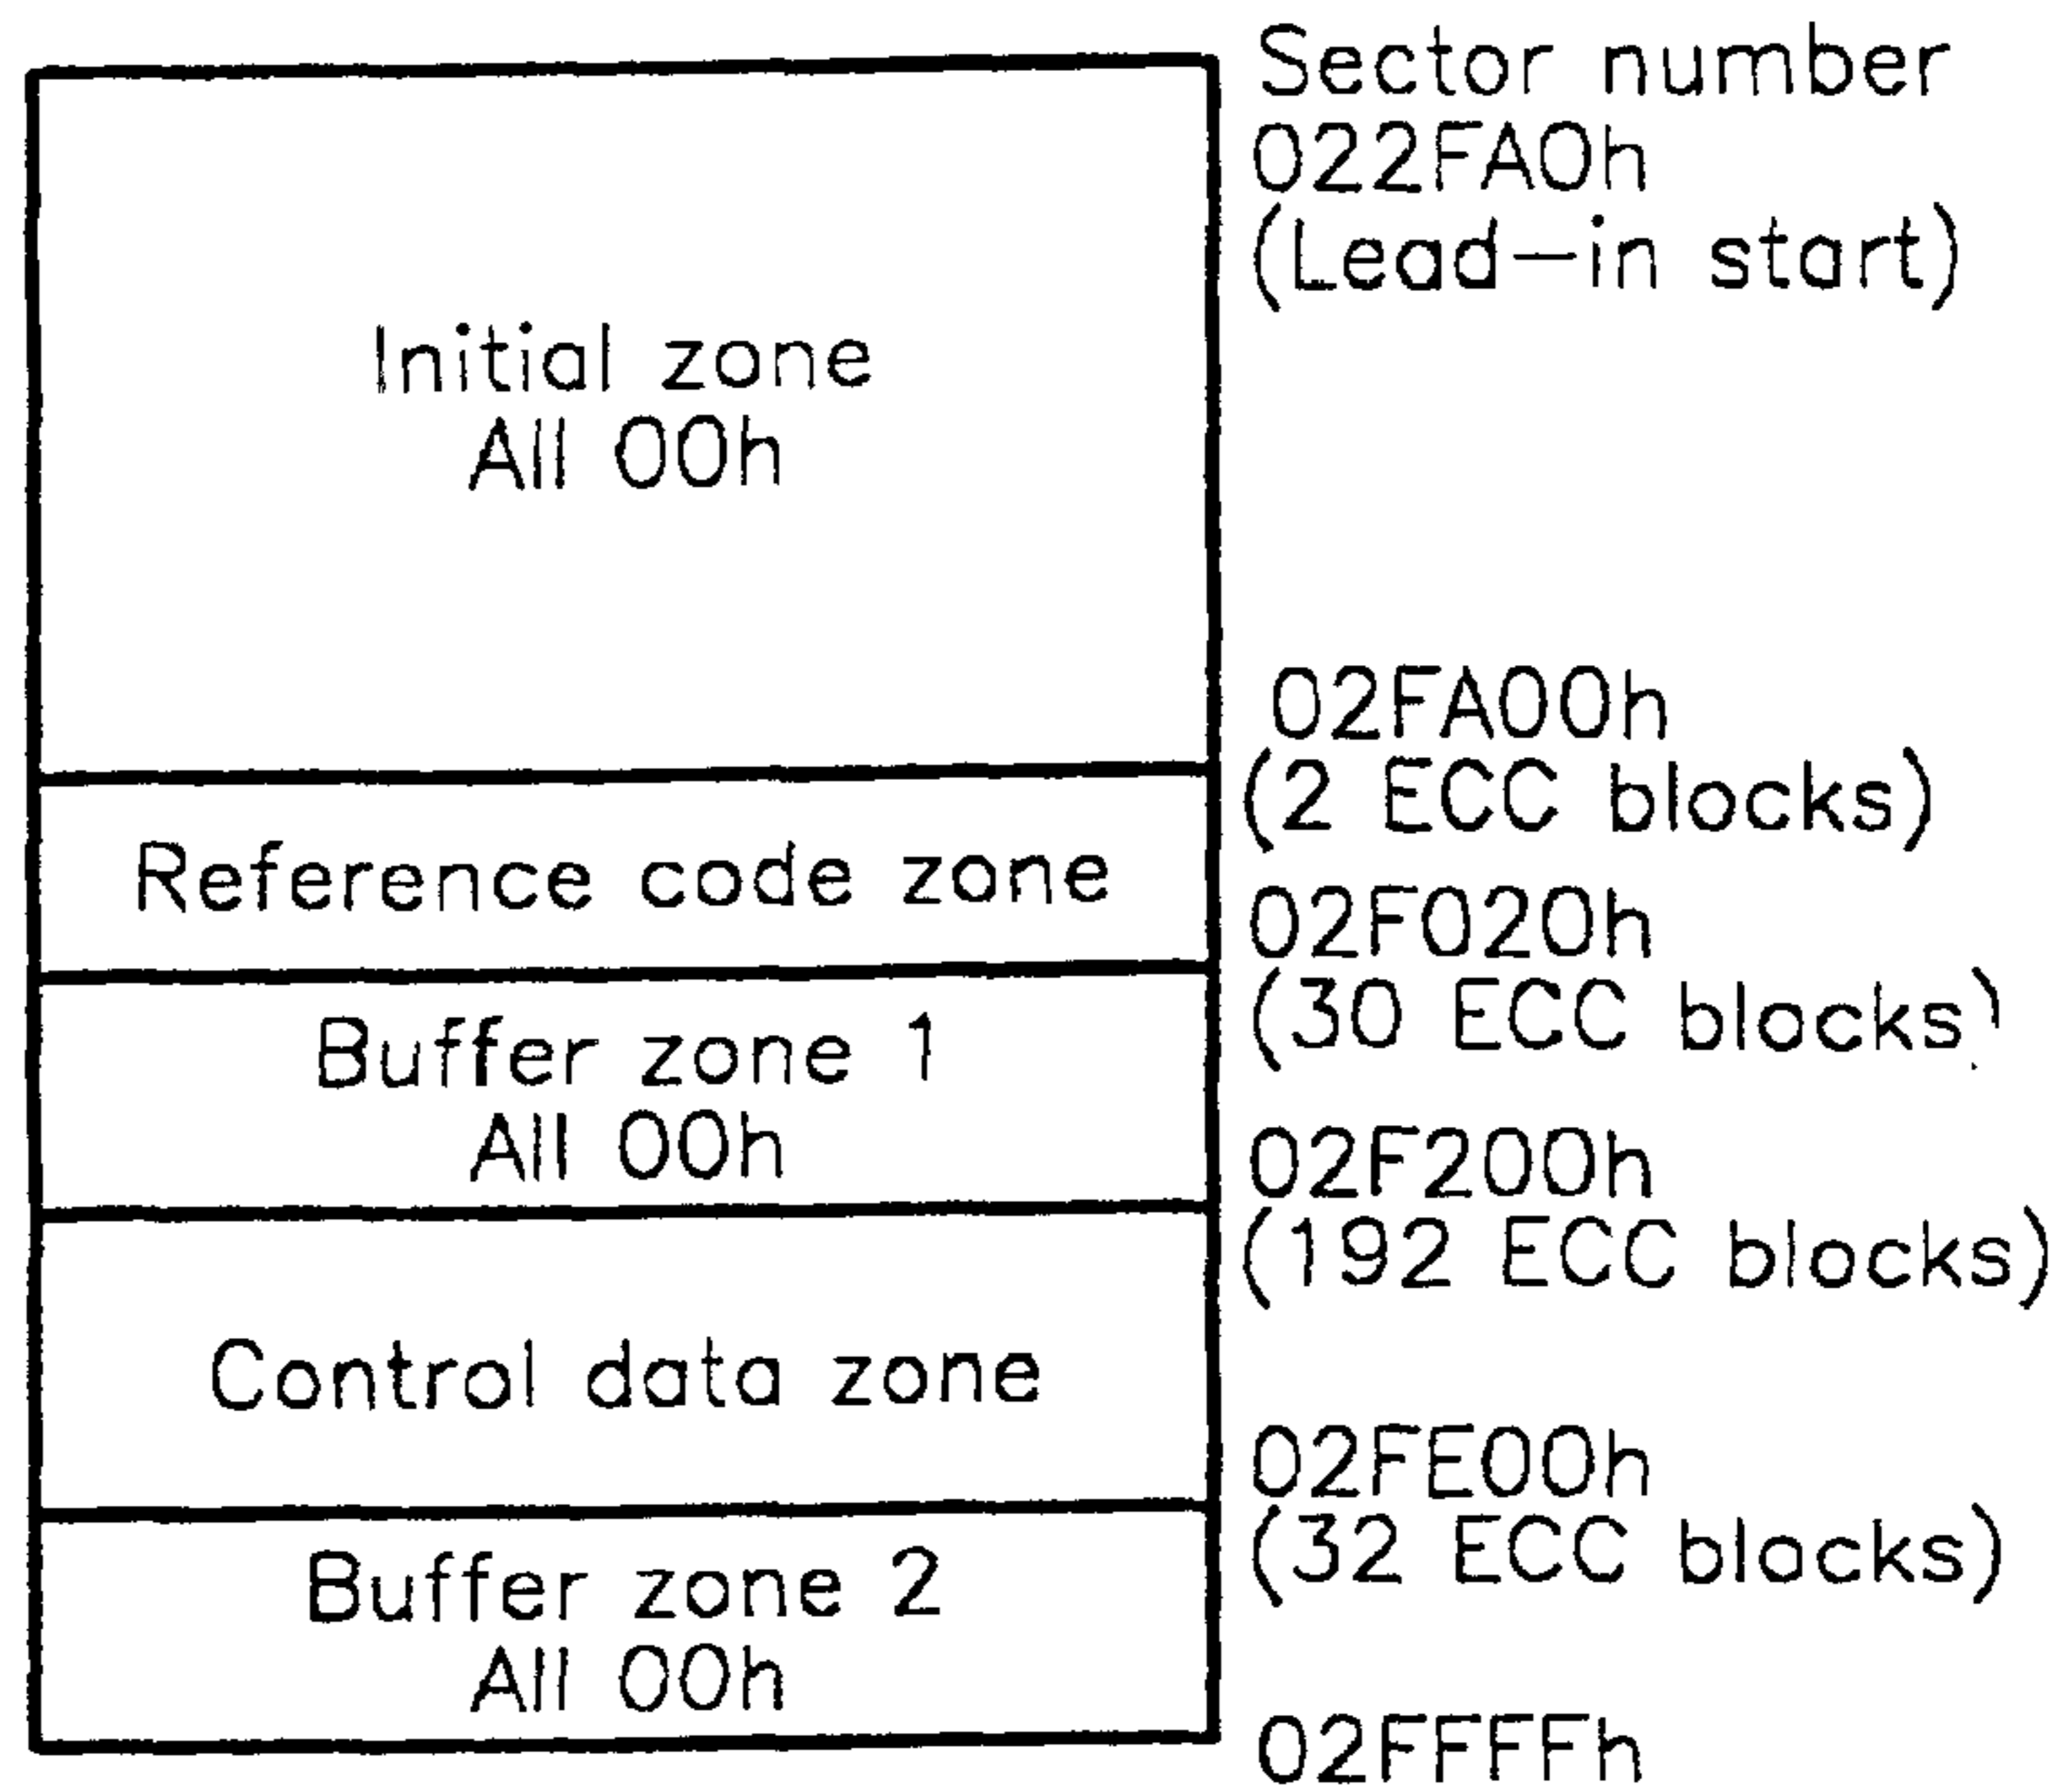 Sector number
022FA0h
(Lead-in start)
Initial zone
All 00h
02FA00h
(2 ECC blocks)
Reference code zone
02F020h
(30 ECC blocks)
Buffer zone 1
All 00h
02F200h
(192 ECC blocks)
Control data zone
02FE00h
(32 ECC blocks)
Buffer zone 2
All 00h
02FFFFh